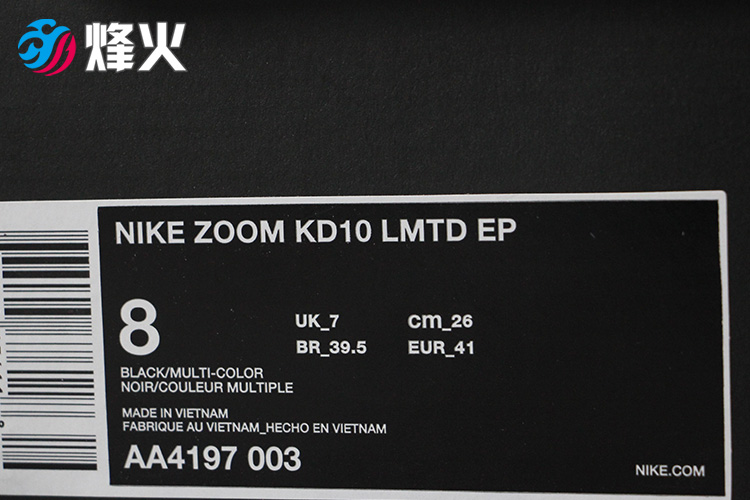 烽火
NIKE ZOOM KD10 LMTD EP
8
UK_7 cm_26
BR_39.5 EUR_41
BLACK/MULTI-COLOR
NOIR/COULEUR MULTIPLE
MADE IN VIETNAM
FABRIQUE AU VIETNAM_HECHO EN VIETNAM
AA4197 003
NIKE.COM